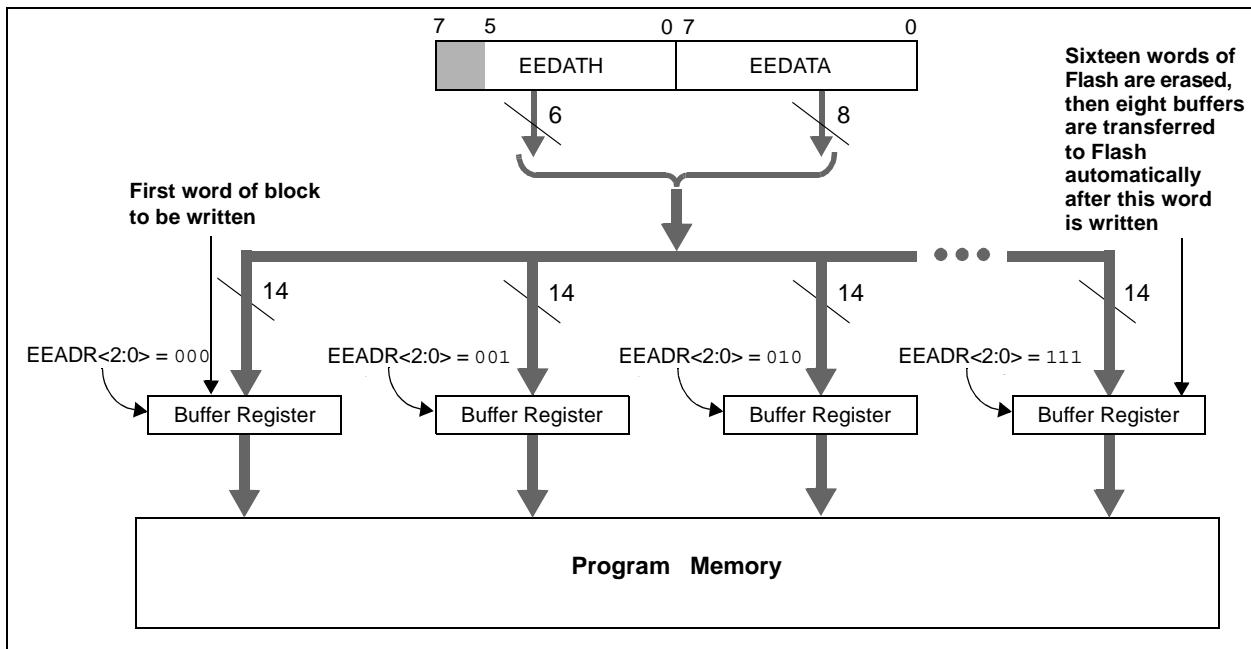 7 5 0 7 0
EEDATH EEDATA
6 8
Sixteen words of
Flash are erased,
then eight buffers
are transferred
to Flash
automatically
after this word
is written
First word of block
to be written
14 14 14 14
EEADR<2:0> = 000 EEADR<2:0> = 001 EEADR<2:0> = 010 EEADR<2:0> = 111
Buffer Register Buffer Register Buffer Register Buffer Register
Program Memory